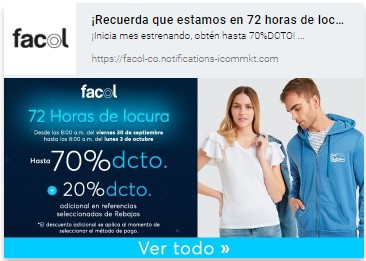 facol
¡Recuerda que estamos en 72 horas de loc...
¡Inicia mes estrenando, obtén hasta 70%DCTO! ...
https://facol-co.notifications-icommkt.com
facol
72 Horas de locura
Desde las 8:00 a.m. del viernes 30 de septiembre
hasta las 8:00 a.m. del lunes 3 de octubre
Hasta 70%dcto.
+ 20%dcto.
adicional en referencias
seleccionadas de Rebajas
*El descuento adicional se aplica al momento de
seleccionar el método de pago.
Ver todo »